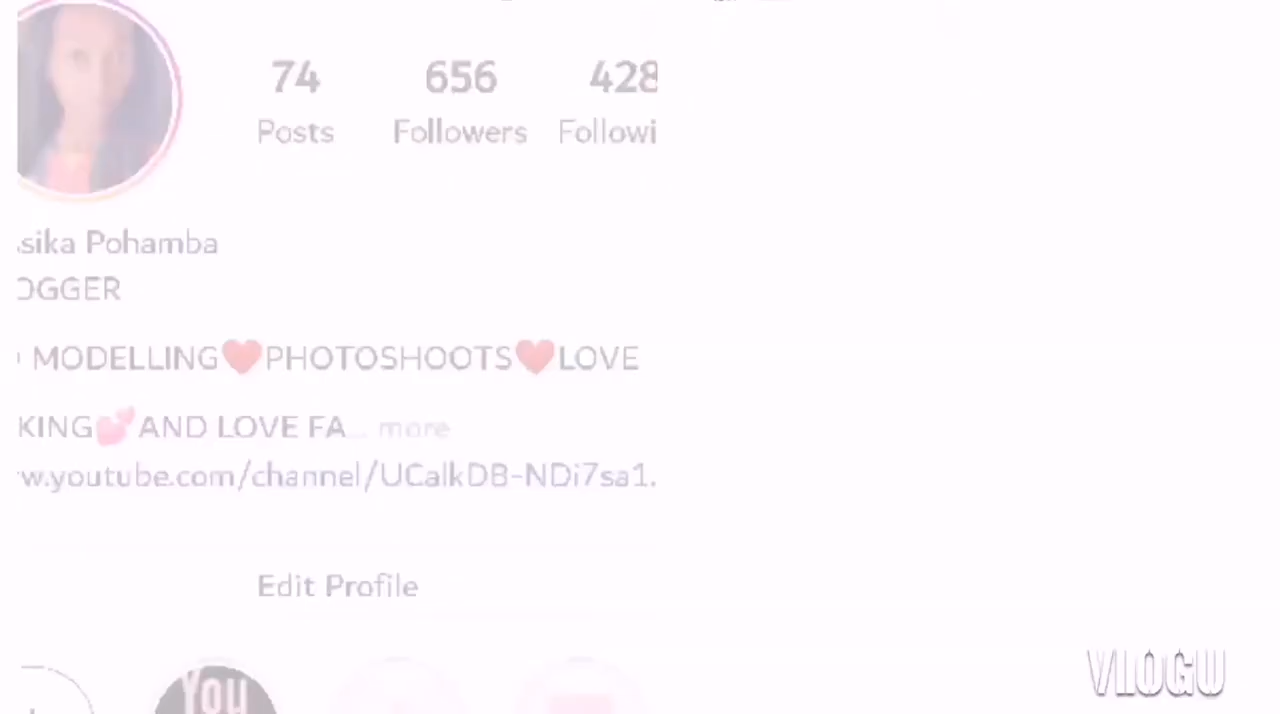 74 656 428
Posts Followers Followi
sika Pohamba
OGGER
MODELLING❤️PHOTOSHOOTS❤️LOVE
KING💕AND LOVE FA... more
w.youtube.com/channel/UCalkDB-NDi7sa1.
Edit Profile
You
VLOGU